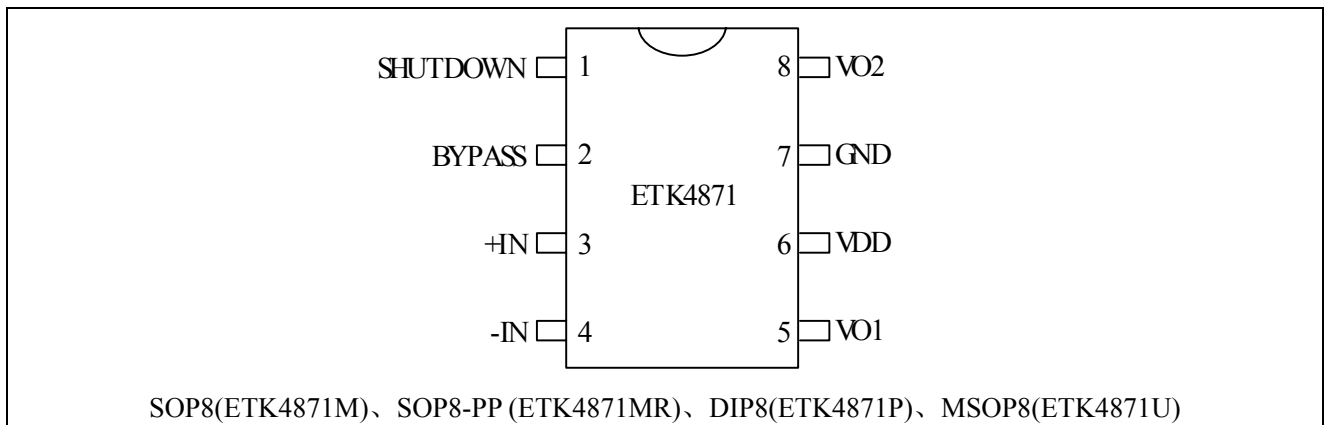 SHUTDOWN 1 8 VO2
BYPASS 2 7 GND
ETK4871
+IN 3 6 VDD
-IN 4 5 VO1
SOP8(ETK4871M)、SOP8-PP (ETK4871MR)、DIP8(ETK4871P)、MSOP8(ETK4871U)